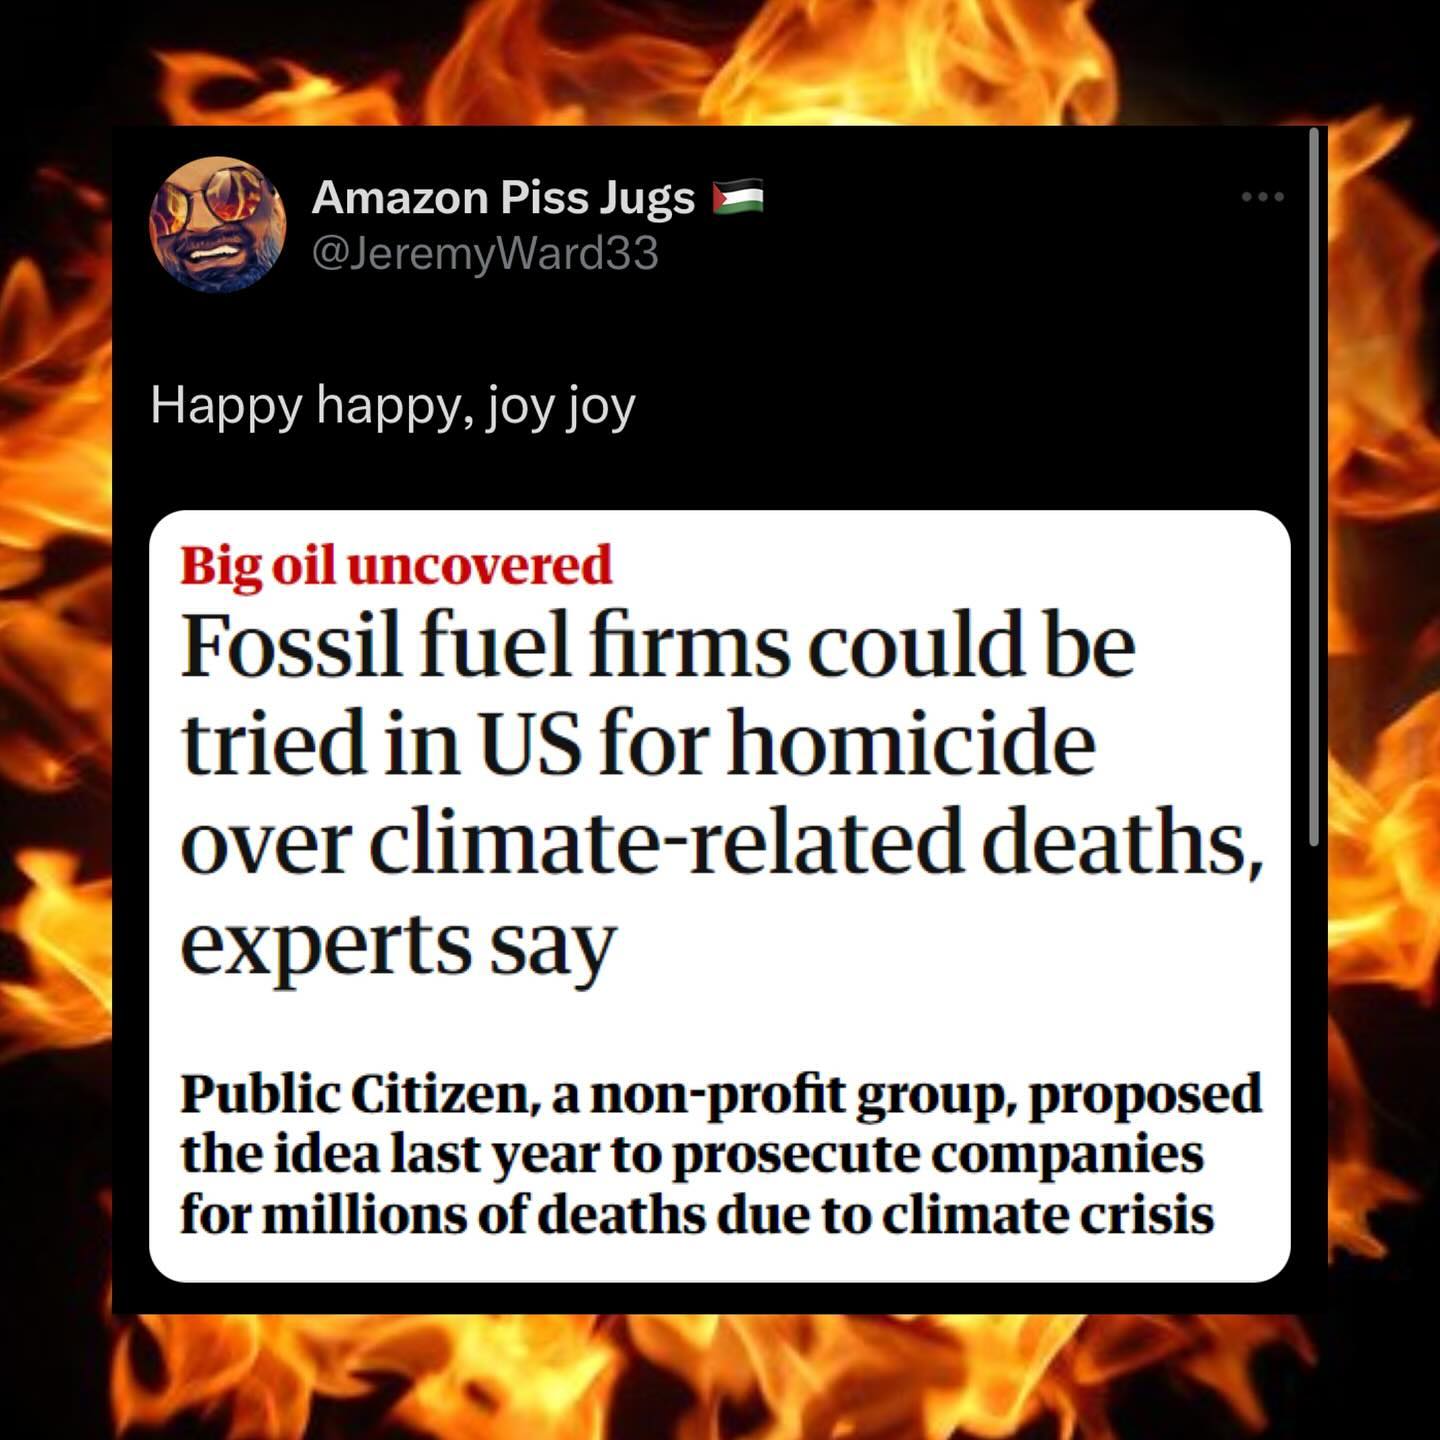 Amazon Piss Jugs 🇵🇸
@JeremyWard33
Happy happy, joy joy
Big oil uncovered
Fossil fuel firms could be
tried in US for homicide
over climate-related deaths,
experts say
Public Citizen, a non-profit group, proposed
the idea last year to prosecute companies
for millions of deaths due to climate crisis